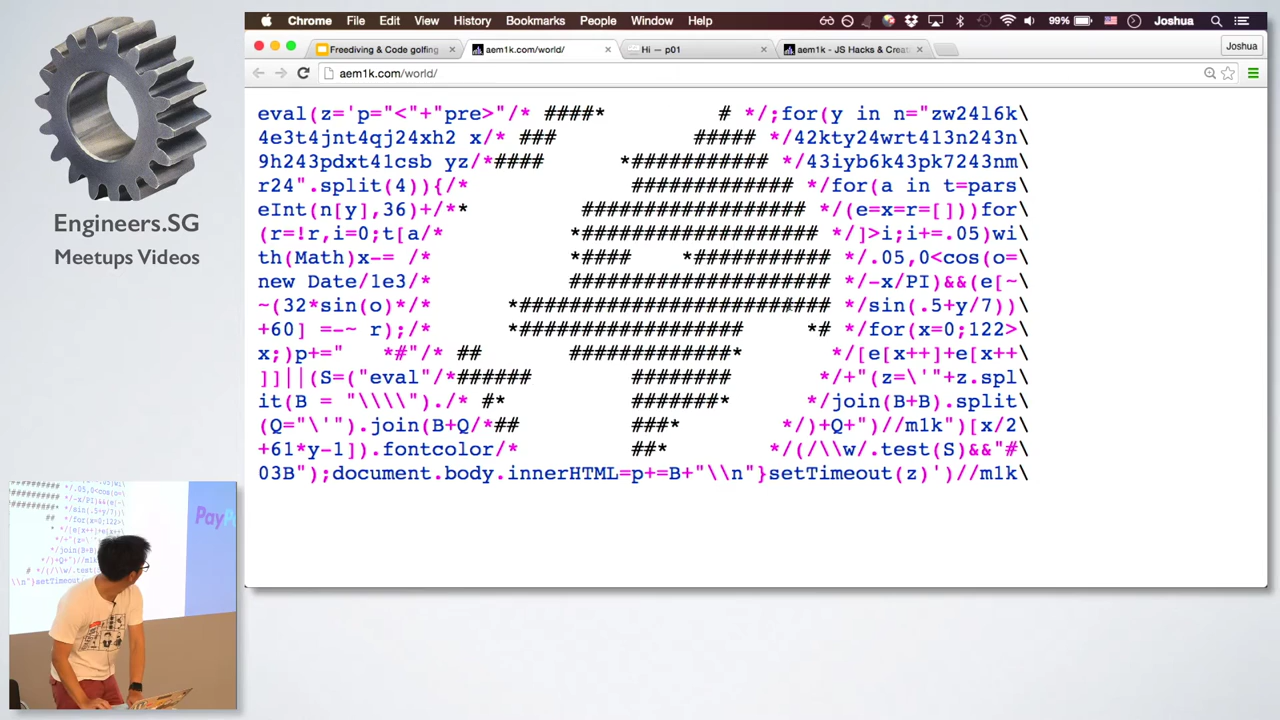 Chrome File Edit View History Bookmarks People Window Help 99% Joshua
Freediving & Code golfing aem1k.com/world/ Hi — p01 aem1k - JS Hacks & Creati Joshua
aem1k.com/world/
eval(z='p="<"+"pre>"/* ####* # */;for(y in n="zw24l6k\
4e3t4jnt4qj24xh2 x/* ### ##### */42kty24wrt413n243n\
9h243pdxt41csb yz/*#### *########### */43iyb6k43pk7243nm\
r24".split(4)){/* ############# */for(a in t=pars\
eInt(n[y],36)+/** ################## */(e=x=r=[]))for\
(r=!r,i=0;t[a/* *################### */]>i;i+=.05)wi\
th(Math)x-= /* *#### *########### */.05,0<cos(o=\
new Date/1e3/* ##################### */-x/PI)&&(e[~\
~(32*sin(o)*/* *######################### */sin(.5+y/7))\
+60] =-~ r);/* *################## *# */for(x=0;122>\
x;)p+=" *#"/* ## #############* */[e[x++]+e[x++\
]]||(S=("eval"/*###### ######## */+"(z=\'"+z.spl\
it(B = "\\\\")./* #* #######* */join(B+B).split\
(Q="\'").join(B+Q/*## ###* */)+Q+")//m1k")[x/2\
+61*y-1]).fontcolor/* ##* */(/\\w/.test(S)&&"#\
03B");document.body.innerHTML=p+=B+"\\n"}setTimeout(z)')//m1k\
Engineers.SG
Meetups Videos
PayP